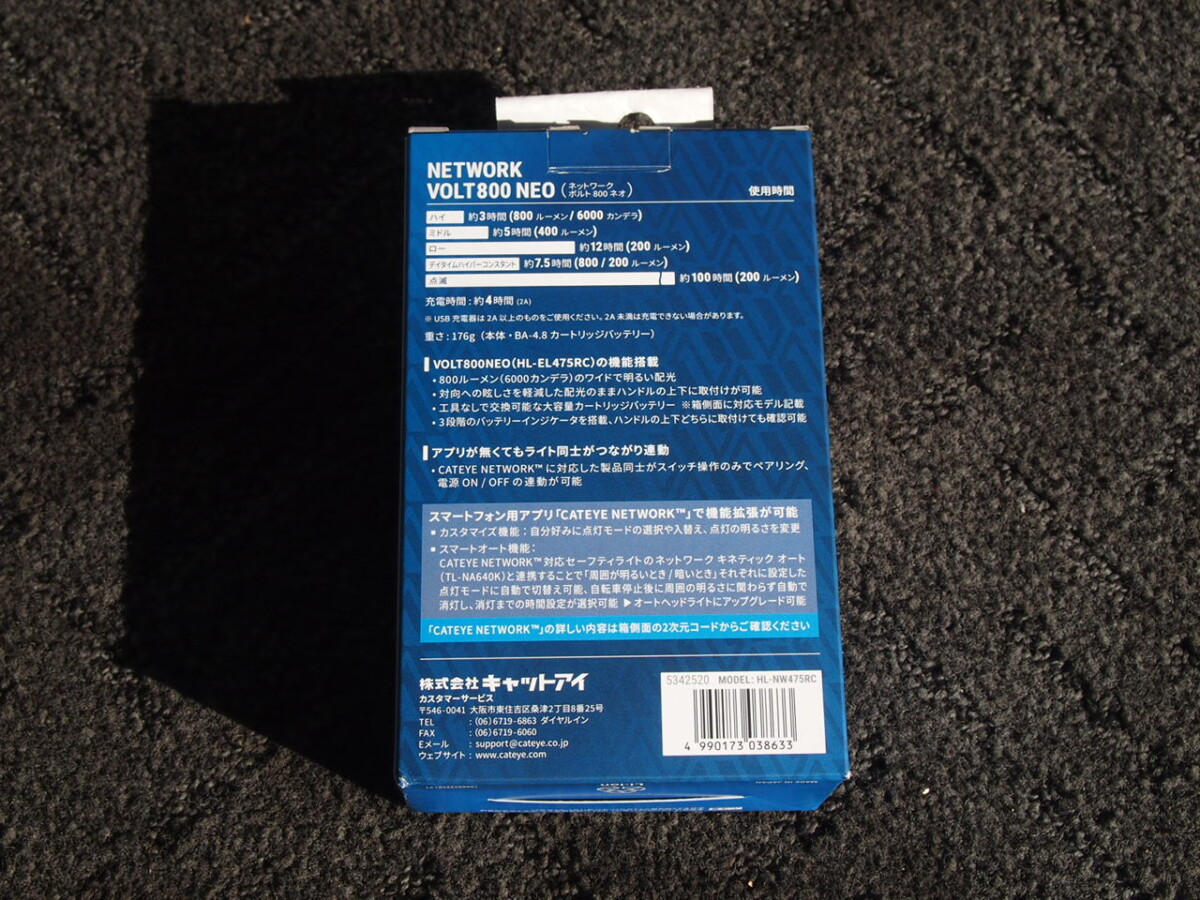 NETWORK
VOLT800 NEO (ネットワーク ボルト800 ネオ) 使用時間
ハイ 約3時間(800 ルーメン / 6000 カンデラ)
ミドル 約5時間(400 ルーメン)
ロー 約12時間(200 ルーメン)
デイタイムハイパーコンスタント 約7.5時間(800 / 200 ルーメン)
点滅 約100時間(200 ルーメン)
充電時間:約4時間(2A)
※ USB 充電器は2A 以上のものをご使用ください。2A 未満は充電できない場合があります。
重さ:176g(本体・BA-4.8 カートリッジバッテリー)
VOLT800NEO(HL-EL475RC)の機能搭載
・800ルーメン(6000カンデラ)のワイドで明るい配光
・対向への眩しさを軽減した配光のままハンドルの上下に取付けが可能
・工具なしで交換可能な大容量カートリッジバッテリー ※箱側面に対応モデル記載
・3段階のバッテリーインジケータを搭載、ハンドルの上下どちらに取付けても確認可能
アプリが無くてもライト同士がつながり連動
・CATEYE NETWORK™ に対応した製品同士がスイッチ操作のみでペアリング、
電源 ON / OFF の連動が可能
スマートフォン用アプリ「CATEYE NETWORK™」で機能拡張が可能
■ カスタマイズ機能:自分好みに点灯モードの選択や入替え、点灯の明るさを変更
■ スマートオート機能:
CATEYE NETWORK™ 対応セーフティライトのネットワーク キネティック オート
(TL-NA640K)と連携することで「周囲が明るいとき / 暗いとき」それぞれに設定した
点灯モードに自動で切替え可能、自転車停止後に周囲の明るさに関わらず自動で
消灯し、消灯までの時間設定が選択可能 ▶オートヘッドライトにアップグレード可能
「CATEYE NETWORK™」の詳しい内容は箱側面の2次元コードからご確認ください
株式会社キャットアイ
カスタマーサービス
〒546-0041 大阪市東住吉区桑津2丁目8番25号
TEL :(06)6719-6863 ダイヤルイン
FAX :(06)6719-6060
Eメール : support@cateye.co.jp
ウェブサイト : www.cateye.com
5342520 MODEL: HL-NW475RC
4 990173 038633